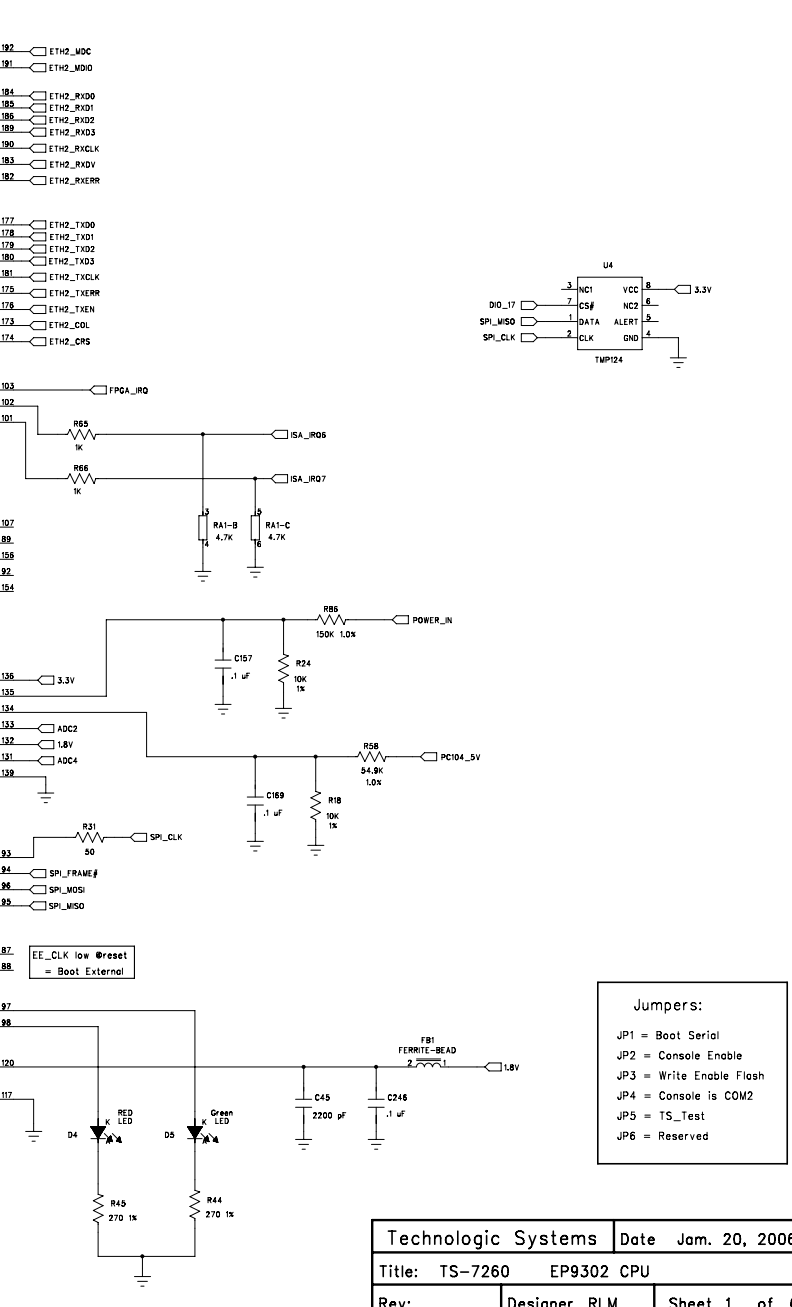 192 ETH2_MDC
191 ETH2_MDIO
184 ETH2_RXD0
185 ETH2_RXD1
186 ETH2_RXD2
189 ETH2_RXD3
190 ETH2_RXCLK
183 ETH2_RXDV
182 ETH2_RXERR
177 ETH2_TXD0
178 ETH2_TXD1
179 ETH2_TXD2
180 ETH2_TXD3
181 ETH2_TXCLK
175 ETH2_TXERR
176 ETH2_TXEN
173 ETH2_COL
174 ETH2_CRS
U4
3 NC1 VCC 8 3.3V
DIO_17 7 CS# NC2 6
SPI_MISO 1 DATA ALERT 5
SPI_CLK 2 CLK GND 4
TMP124
103 FPGA_IRQ
102
101
R65
1K
ISA_IRQ6
R66
1K
ISA_IRQ7
3 5
RA1-B RA1-C
4.7K 4.7K
4 6
107
89
156
92
154
R86
150K 1.0%
POWER_IN
C157
.1 uF
R24
10K
1%
136 3.3V
135
134
133 ADC2
132 1.8V
131 ADC4
139
R58
54.9K
1.0%
PC104_5V
C169
.1 uF
R18
10K
1%
R31
50
SPI_CLK
93
94 SPI_FRAME#
96 SPI_MOSI
95 SPI_MISO
87
88
EE_CLK low @reset
= Boot External
97
98
120
117
FB1
FERRITE-BEAD
2 1
1.8V
C45
2200 pF
C246
.1 uF
K RED
LED
D4
K Green
LED
D5
R45
270 1%
R44
270 1%
Jumpers:
JP1 = Boot Serial
JP2 = Console Enable
JP3 = Write Enable Flash
JP4 = Console is COM2
JP5 = TS_Test
JP6 = Reserved
Technologic Systems Date Jam. 20, 2006
Title: TS-7260 EP9302 CPU
Rev: Designer RLM Sheet 1 of